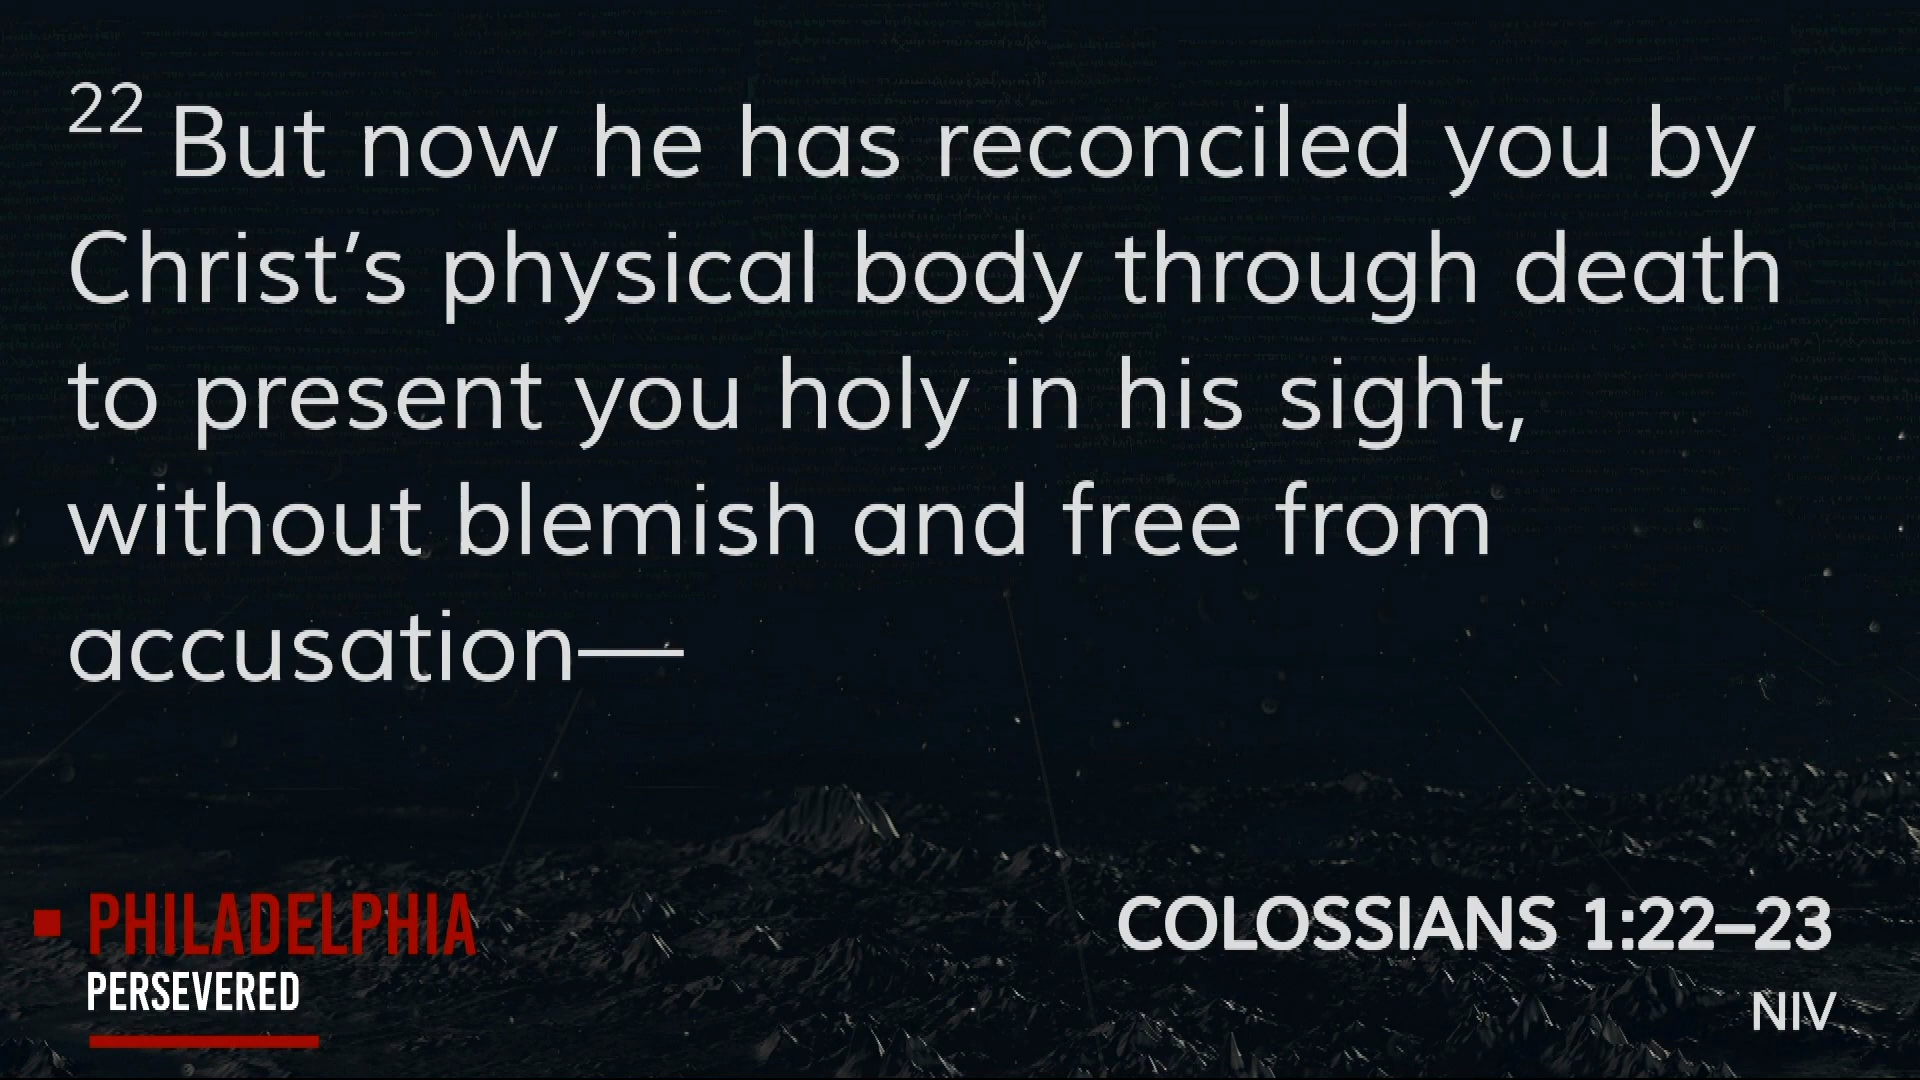 22 But now he has reconciled you by
Christ’s physical body through death
to present you holy in his sight,
without blemish and free from
accusation—
PHILADELPHIA
PERSEVERED
COLOSSIANS 1:22–23
NIV